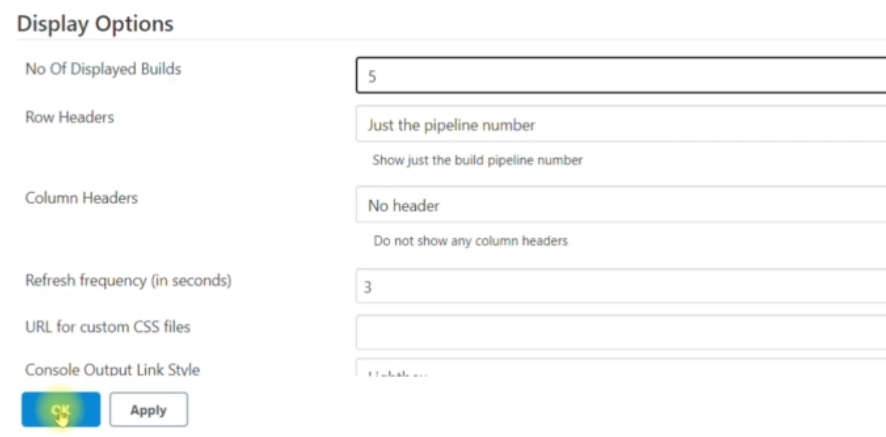 Display Options
No Of Displayed Builds
5
Row Headers
Just the pipeline number
Show just the build pipeline number
Column Headers
No header
Do not show any column headers
Refresh frequency (in seconds)
3
URL for custom CSS files
Console Output Link Style
OK Apply